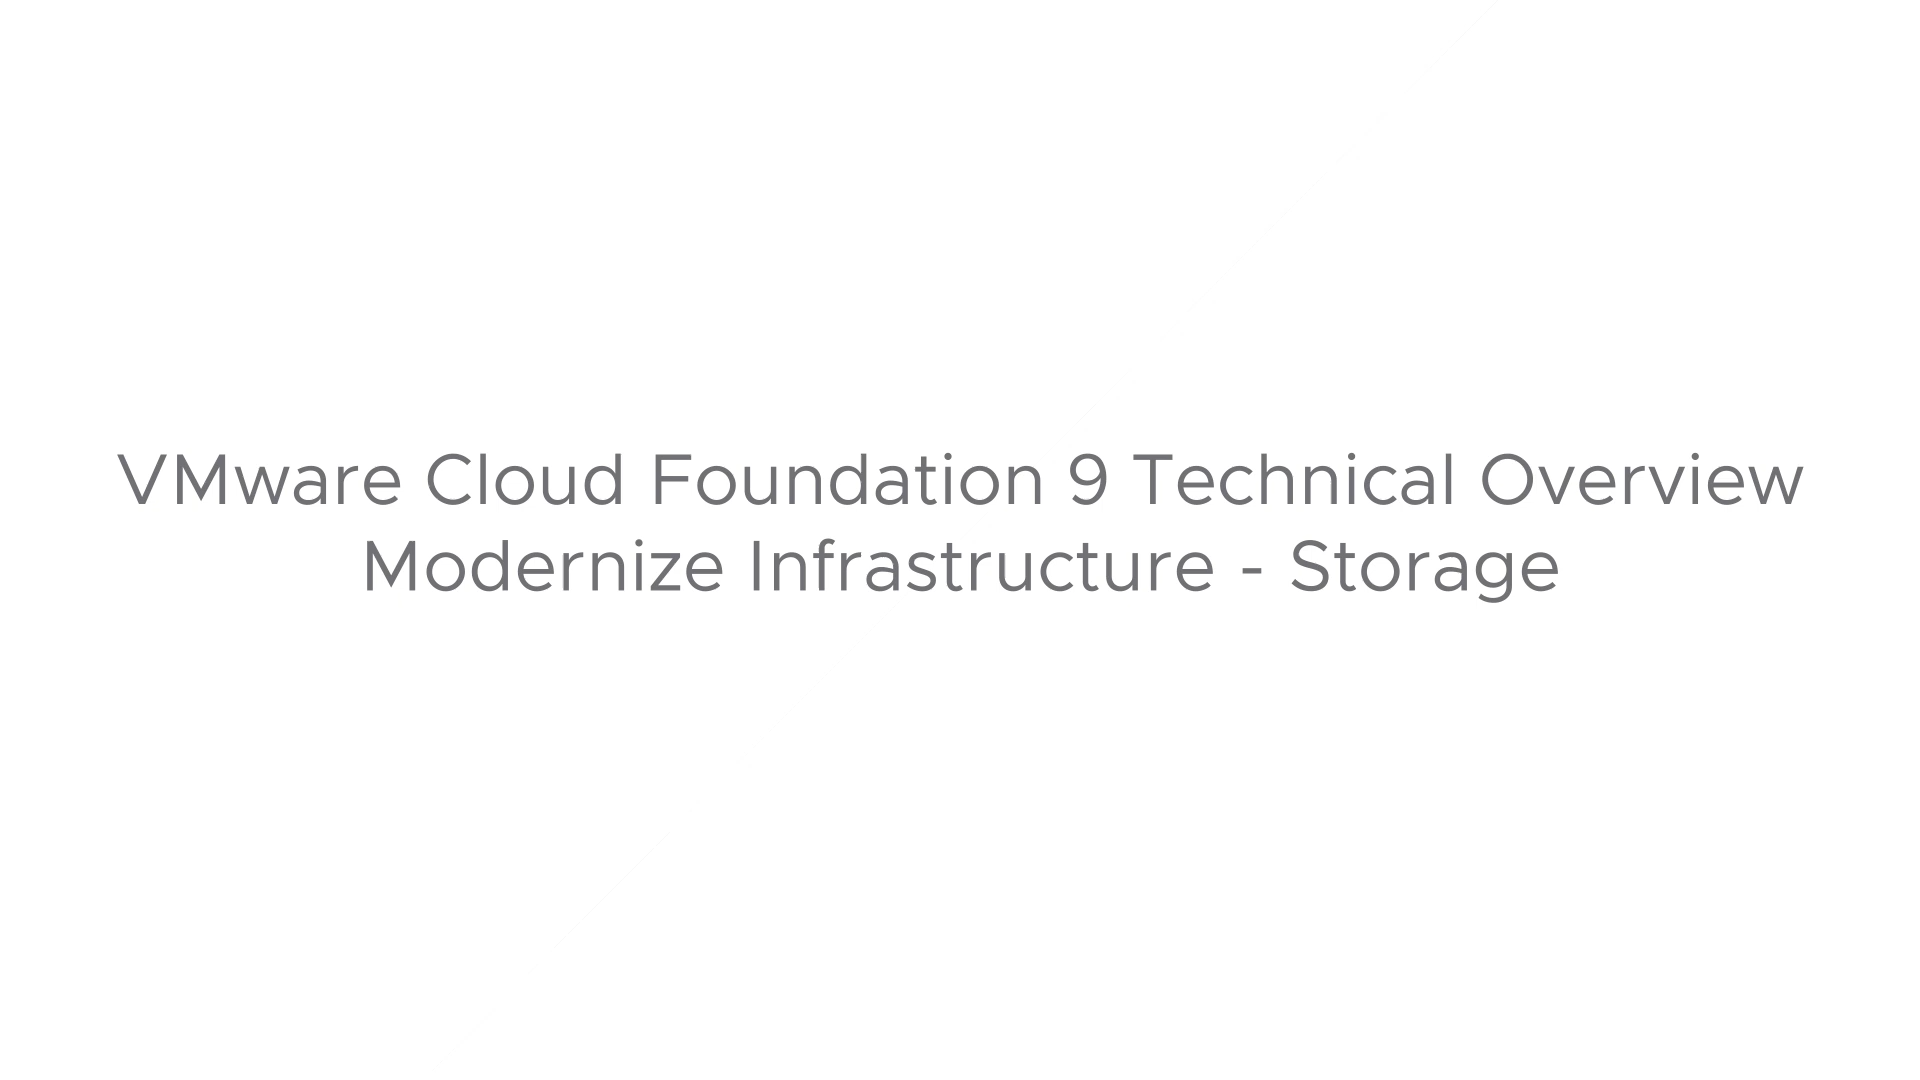 VMware Cloud Foundation 9 Technical Overview
Modernize Infrastructure - Storage